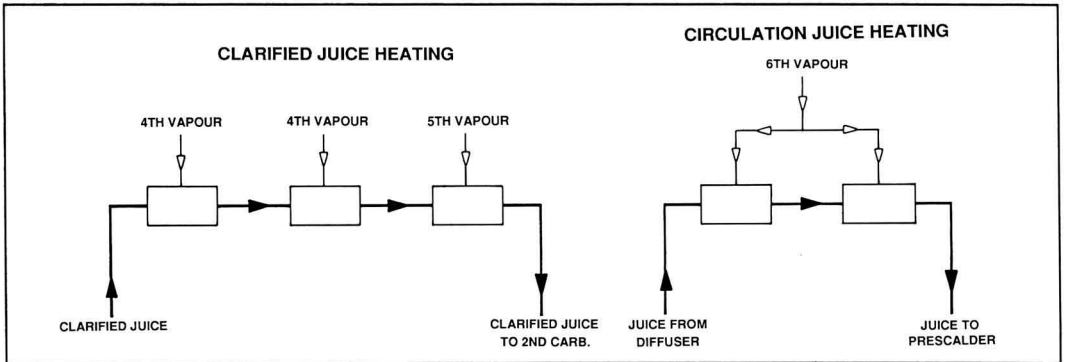 CLARIFIED JUICE HEATING
4TH VAPOUR
4TH VAPOUR
5TH VAPOUR
CLARIFIED JUICE
CLARIFIED JUICE
TO 2ND CARB.
CIRCULATION JUICE HEATING
6TH VAPOUR
JUICE FROM
DIFFUSER
JUICE TO
PRESCALDER